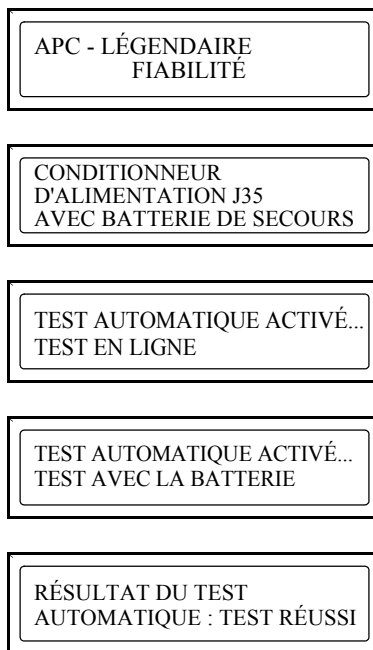 APC - LÉGENDAIRE
FIABILITÉ
CONDITIONNEUR
D'ALIMENTATION J35
AVEC BATTERIE DE SECOURS
TEST AUTOMATIQUE ACTIVÉ...
TEST EN LIGNE
TEST AUTOMATIQUE ACTIVÉ...
TEST AVEC LA BATTERIE
RÉSULTAT DU TEST
AUTOMATIQUE : TEST RÉUSSI